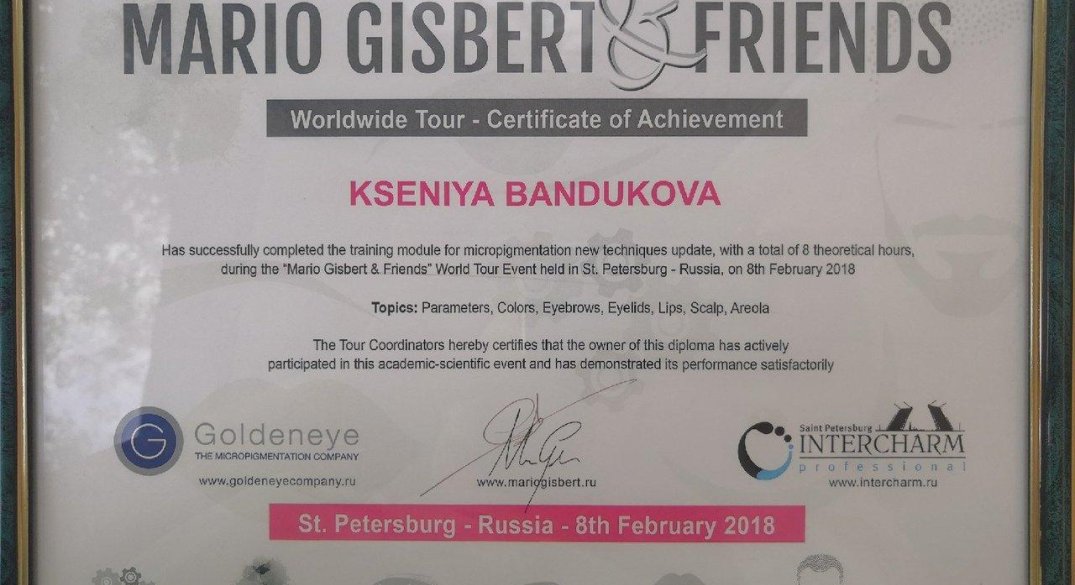 MARIO GISBERT & FRIENDS
Worldwide Tour - Certificate of Achievement
KSENIYA BANDUKOVA
Has successfully completed the training module for micropigmentation new techniques update, with a total of 8 theoretical hours,
during the "Mario Gisbert & Friends" World Tour Event held in St. Petersburg - Russia, on 8th February 2018
Topics: Parameters, Colors, Eyebrows, Eyelids, Lips, Scalp, Areola
The Tour Coordinators hereby certifies that the owner of this diploma has actively
participated in this academic-scientific event and has demonstrated its performance satisfactorily
G Goldeneye
THE MICROPIGMENTATION COMPANY
www.goldeneyecompany.ru
www.mariogisbert.ru
Saint Petersburg
INTERCHARM
professional
www.intercharm.ru
St. Petersburg - Russia - 8th February 2018